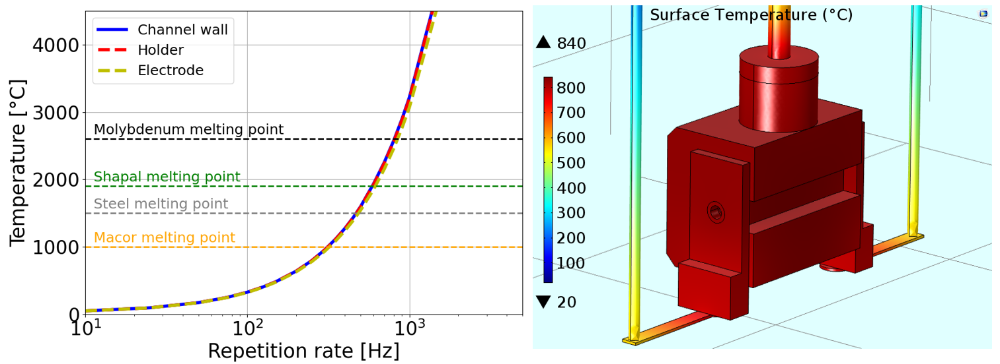 Channel wall
Holder
Electrode
Molybdenum melting point
Shapal melting point
Steel melting point
Macor melting point
Temperature [°C]
4000
3000
2000
1000
0
10¹
10²
10³
Repetition rate [Hz]
Surface Temperature (°C)
▲ 840
800
700
600
500
400
300
200
100
▼ 20